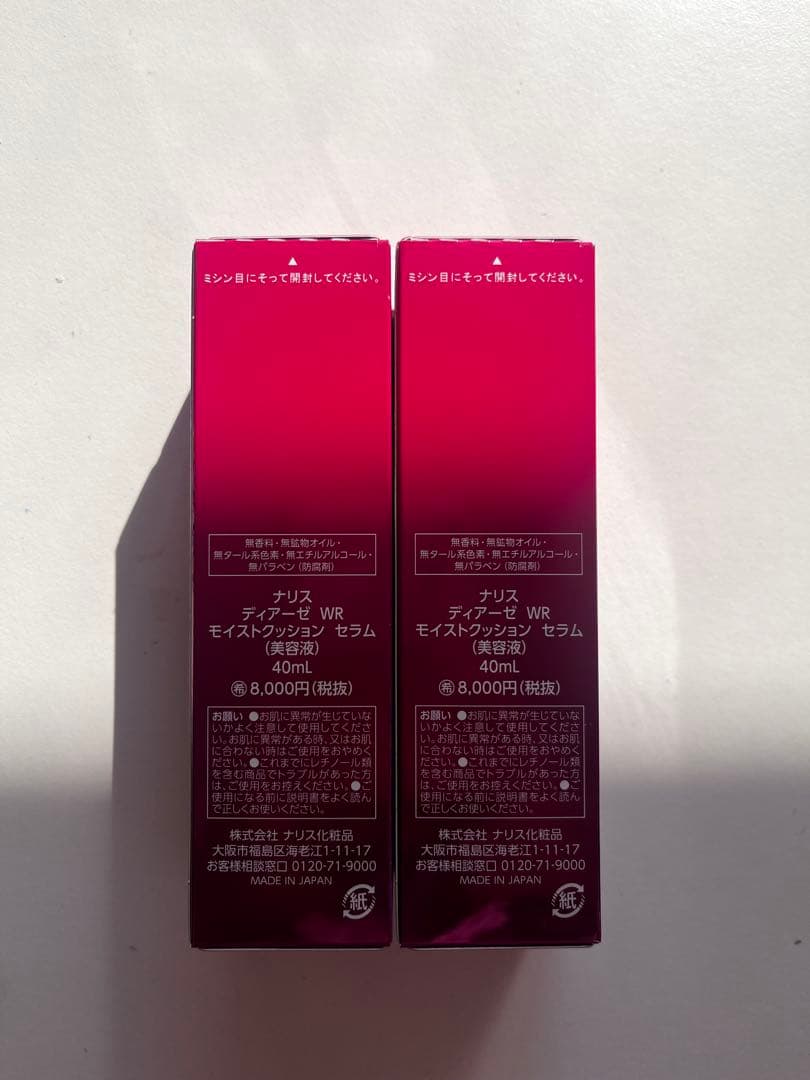 ▲
ミシン目にそって開封してください。
無香料・無鉱物オイル・
無タール系色素・無エチルアルコール・
無パラベン(防腐剤)
ナリス
ディアーゼ WR
モイストクッション セラム
(美容液)
40mL
㊒8,000円(税抜)
お願い ●お肌に異常が生じていな
いかよく注意して使用してくださ
い。お肌に異常がある時、又はお肌
に合わない時はご使用をおやめく
ださい。●これまでにレチノール類
を含む商品でトラブルがあった方
は、ご使用をお控えください。●ご
使用になる前に説明書をよく読ん
で正しくお使いください。
株式会社 ナリス化粧品
大阪市福島区海老江1-11-17
お客様相談窓口 0120-71-9000
MADE IN JAPAN
紙
▲
ミシン目にそって開封してください。
無香料・無鉱物オイル・
無タール系色素・無エチルアルコール・
無パラベン(防腐剤)
ナリス
ディアーゼ WR
モイストクッション セラム
(美容液)
40mL
希8,000円(税抜)
お願い ●お肌に異常が生じていな
いかよく注意して使用してくださ
い。お肌に異常がある時、又はお肌
に合わない時はご使用をおやめく
ださい。●これまでにレチノール類
を含む商品でトラブルがあった方
は、ご使用をお控えください。●ご
使用になる前に説明書をよく読ん
で正しくお使いください。
株式会社 ナリス化粧品
大阪市福島区海老江1-11-17
お客様相談窓口 0120-71-9000
MADE IN JAPAN
紙